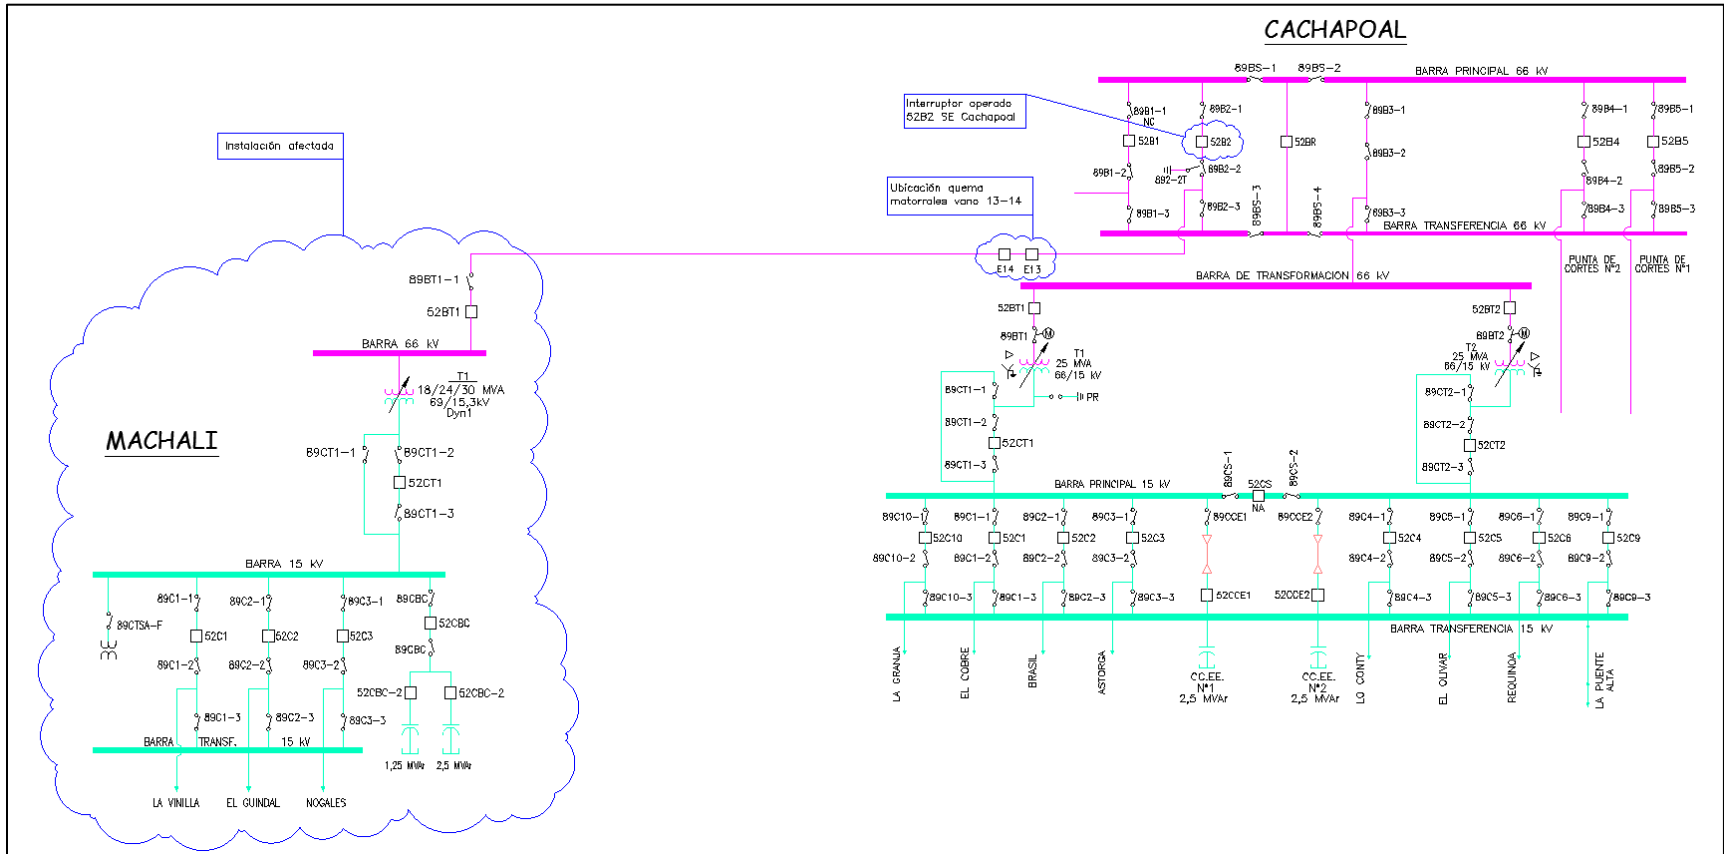 CACHAPOAL
89BS-1
89BS-2
BARRA PRINCIPAL 66 kV
Interruptor operado
52B2 SE Cachapoal
89B1-1
NC
89B2-1
89B3-1
89B4-1
89B5-1
52B1
52B2
52BR
52B4
52B5
89B3-2
89B1-2
89B2-2
892-2T
89B4-2
89B5-2
89B1-3
89B2-3
89BS-3
89BS-4
89B3-3
89B4-3
89B5-3
BARRA TRANSFERENCIA 66 kV
Instalación afectada
Ubicación quema
matorrales vano 13-14
E14
E13
PUNTA DE
CORTES N°2
PUNTA DE
CORTES N°1
BARRA DE TRANSFORMACION 66 kV
52BT1
52BT2
89BT1
M
89BT2
M
T1
25 MVA
66/15 kV
T2
25 MVA
66/15 kV
89CT1-1
PR
89CT1-2
52CT1
89CT1-3
89CT2-1
89CT2-2
52CT2
89CT2-3
BARRA PRINCIPAL 15 kV
89CS-1
52CS
NA
89CS-2
89C10-1
89C1-1
89C2-1
89C3-1
89CCE1
89CCE2
89C4-1
89C5-1
89C6-1
89C9-1
52C10
52C1
52C2
52C3
52C4
52C5
52C6
52C9
89C10-2
89C1-2
89C2-2
89C3-2
89C4-2
89C5-2
89C6-2
89C9-2
89C10-3
89C1-3
89C2-3
89C3-3
52CCE1
52CCE2
89C4-3
89C5-3
89C6-3
89C9-3
BARRA TRANSFERENCIA 15 kV
LA GRANJA
EL COBRE
BRASIL
ASTORGA
CC.EE.
N°1
2,5 MVAr
CC.EE.
N°2
2,5 MVAr
LO CONTY
EL OLIVAR
REQUINOA
LA PUENTE
ALTA
MACHALI
89BT1-1
52BT1
BARRA 66 kV
T1
18/24/30 MVA
69/15,3kV
Dyn1
89CT1-1
89CT1-2
52CT1
89CT1-3
BARRA 15 kV
89CTSA-F
89C1-1
89C2-1
89C3-1
89CBC
52C1
52C2
52C3
52CBC
89C1-2
89C2-2
89C3-2
89CBC
52CBC-2
52CBC-2
89C1-3
89C2-3
89C3-3
BARRA TRANSF. 15 kV
1,25 MVAr
2,5 MVAr
LA VINILLA
EL GUINDAL
NOGALES